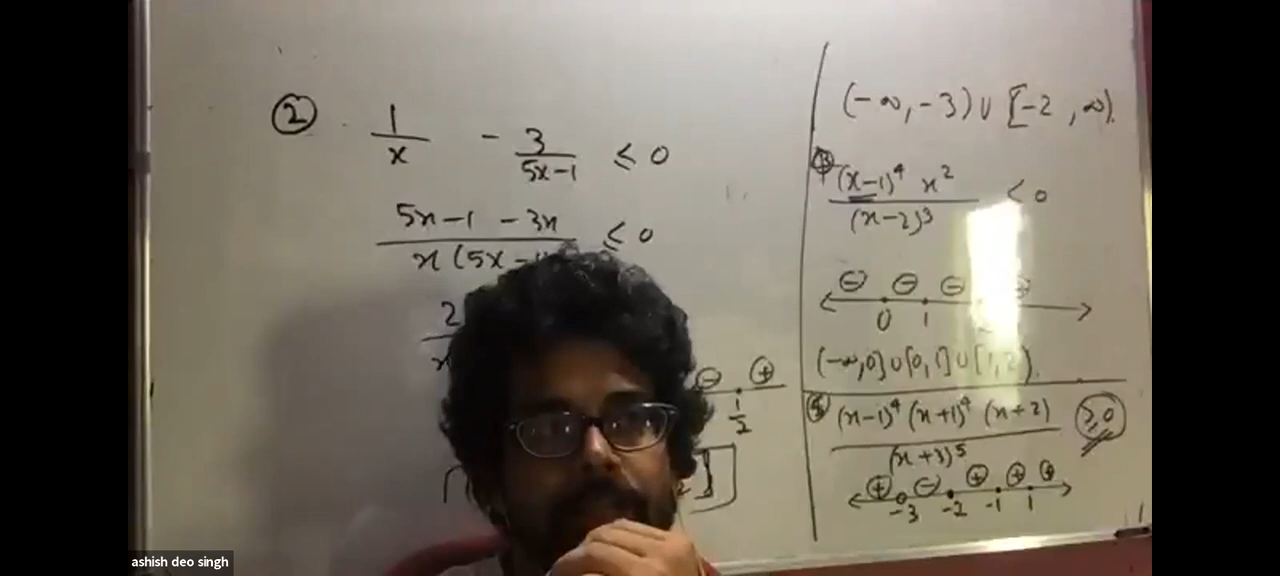 ② 1/x - 3/(5x-1) ≤ 0
(5x-1 -3x)/(x(5x- ≤ 0
2
x
⊖ ⊕
1/2
]
(-∞, -3) ∪ [-2, ∞).
(x-1)⁴ x²/(x-2)³ < 0
⊖ ⊖ ⊖ ⊕
0 1
(-∞,0]∪[0,1]∪[1,2).
(x-1)⁴ (x+1)⁴ (x+2)/(x+3)⁵ ≥0
⊕ ⊖ ⊕ ⊕ ⊕
-3 -2 -1 1
ashish deo singh